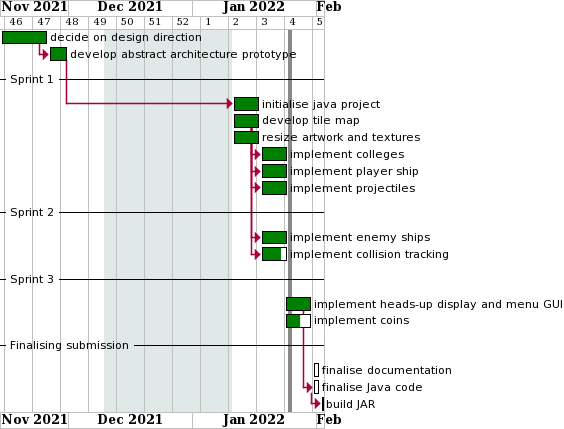 Nov 2021 Dec 2021 Jan 2022 Feb
46 47 48 49 50 51 52 1 2 3 4 5
decide on design direction
develop abstract architecture prototype
Sprint 1
initialise java project
develop tile map
resize artwork and textures
implement colleges
implement player ship
implement projectiles
Sprint 2
implement enemy ships
implement collision tracking
Sprint 3
implement heads-up display and menu GUI
implement coins
Finalising submission
finalise documentation
finalise Java code
build JAR
Nov 2021 Dec 2021 Jan 2022 Feb